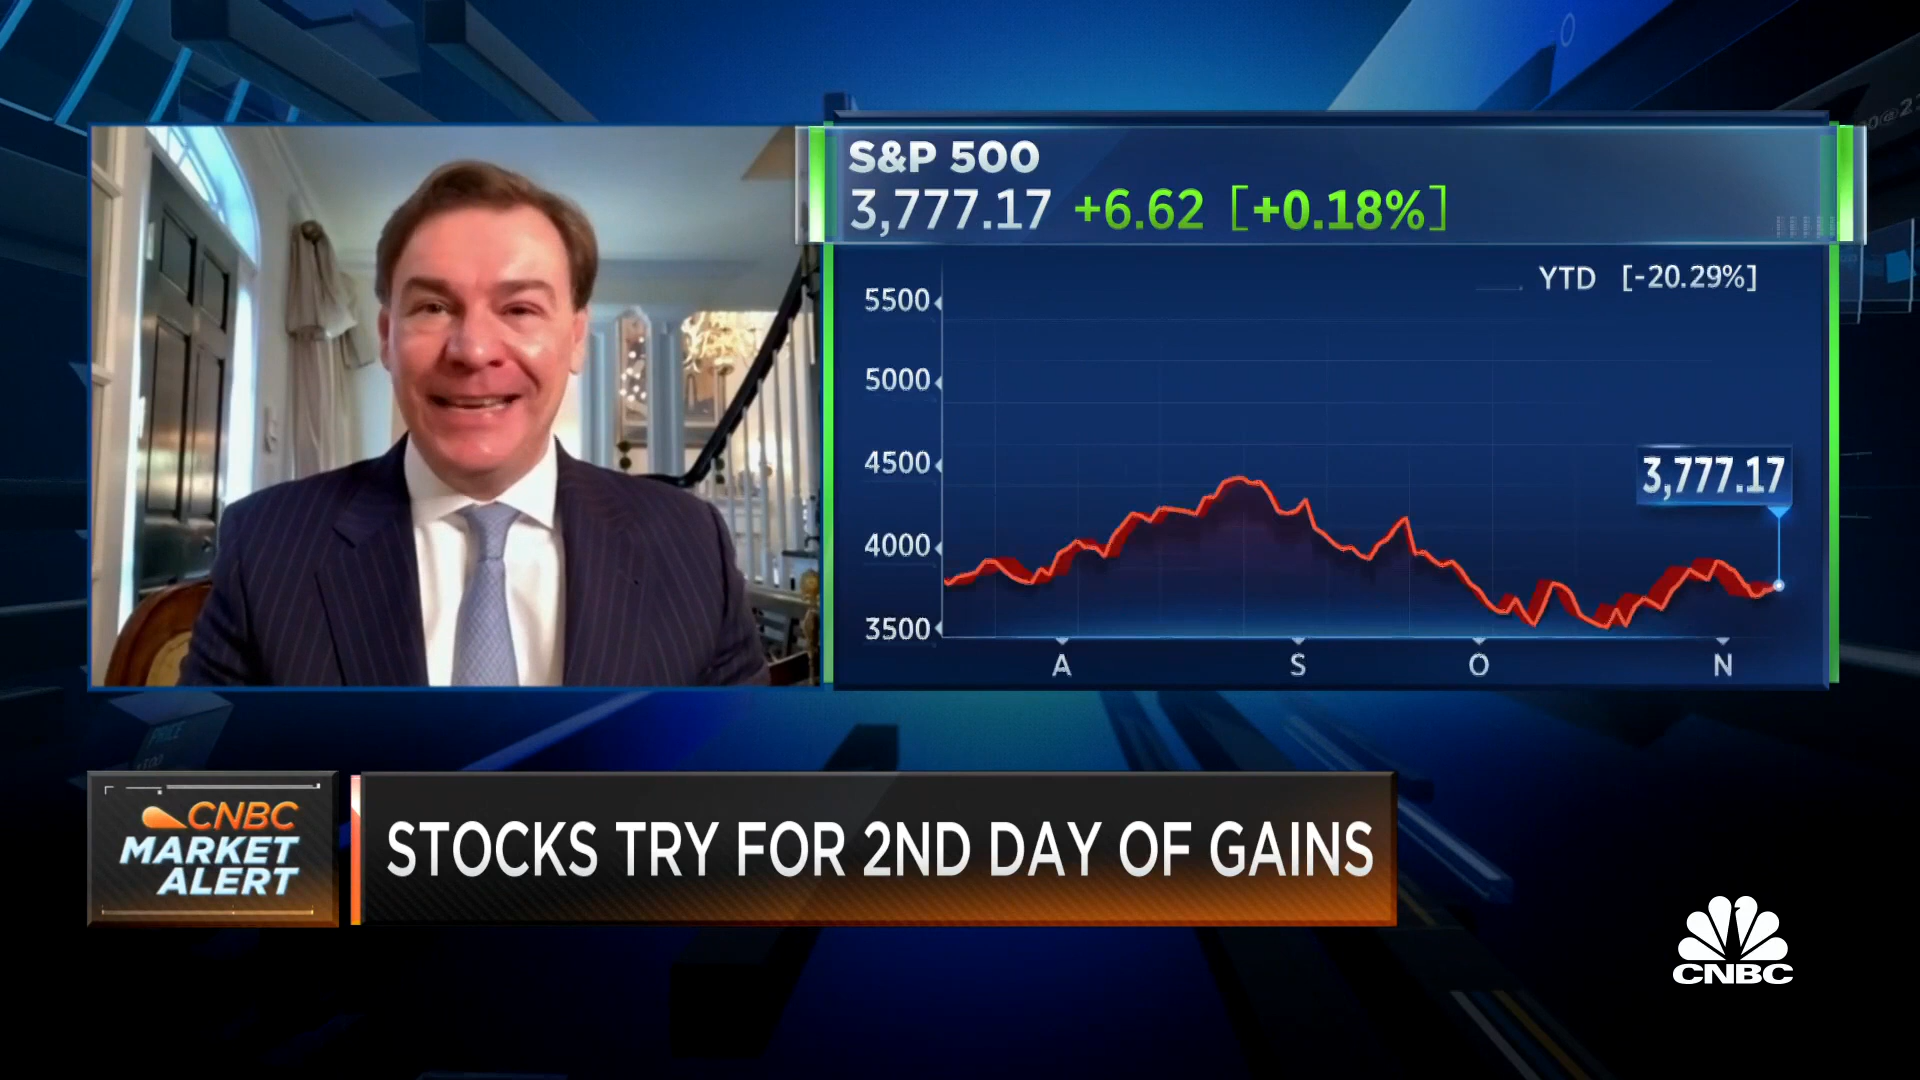 S&P 500
3,777.17 +6.62 [+0.18%]
YTD [-20.29%]
5500
5000
4500
4000
3500
3,777.17
A S O N
CNBC
MARKET
ALERT
STOCKS TRY FOR 2ND DAY OF GAINS
CNBC
PRICE